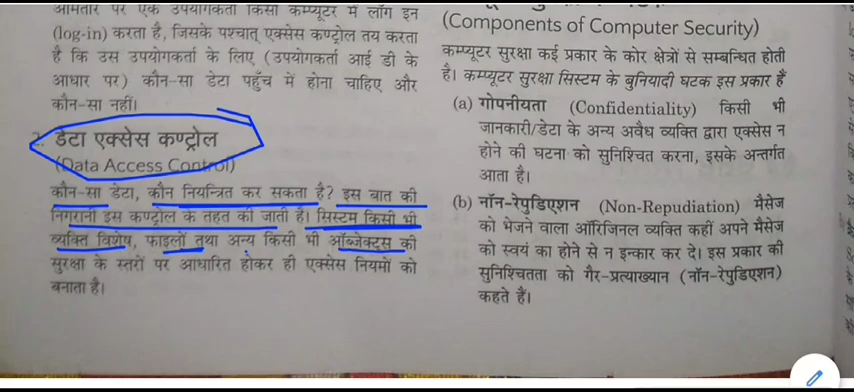 आमतौर पर एक उपयोगकर्ता किसी कम्प्यूटर में लॉग इन
(log-in) करता है, जिसके पश्चात् एक्सेस कण्ट्रोल तय करता
है कि उस उपयोगकर्ता के लिए (उपयोगकर्ता आई डी के
आधार पर) कौन-सा डेटा पहुँच में होना चाहिए और
कौन-सा नहीं।
2. डेटा एक्सेस कण्ट्रोल
(Data Access Control)
कौन-सा डेटा, कौन नियन्त्रित कर सकता है? इस बात की
निगरानी इस कण्ट्रोल के तहत की जाती है। सिस्टम किसी भी
व्यक्ति विशेष, फाइलों तथा अन्य किसी भी ऑब्जेक्ट्स की
सुरक्षा के स्तरों पर आधारित होकर ही एक्सेस नियमों को
बनाता है।
(Components of Computer Security)
कम्प्यूटर सुरक्षा कई प्रकार के कोर क्षेत्रों से सम्बन्धित होती
है। कम्प्यूटर सुरक्षा सिस्टम के बुनियादी घटक इस प्रकार हैं
(a) गोपनीयता (Confidentiality) किसी भी
जानकारी/डेटा के अन्य अवैध व्यक्ति द्वारा एक्सेस न
होने की घटना को सुनिश्चित करना, इसके अन्तर्गत
आता है।
(b) नॉन-रेपुडिएशन (Non-Repudiation) मैसेज
को भेजने वाला ऑरिजिनल व्यक्ति कहीं अपने मैसेज
को स्वयं का होने से न इन्कार कर दे। इस प्रकार की
सुनिश्चितता को गैर-प्रत्याख्यान (नॉन-रेपुडिएशन)
कहते हैं।